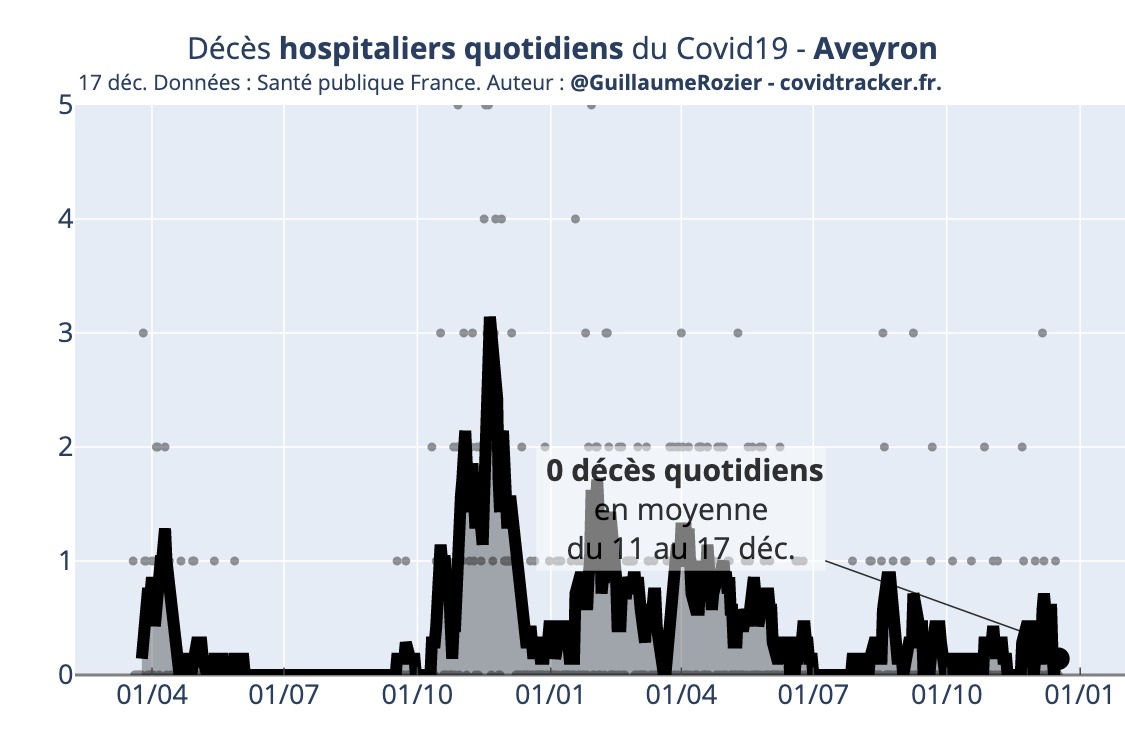 Décès hospitaliers quotidiens du Covid19 - Aveyron
17 déc. Données : Santé publique France. Auteur : @GuillaumeRozier - covidtracker.fr.
5
4
3
2
0 décès quotidiens
en moyenne
du 11 au 17 déc.
1
0
01/04 01/07 01/10 01/01 01/04 01/07 01/10 01/01